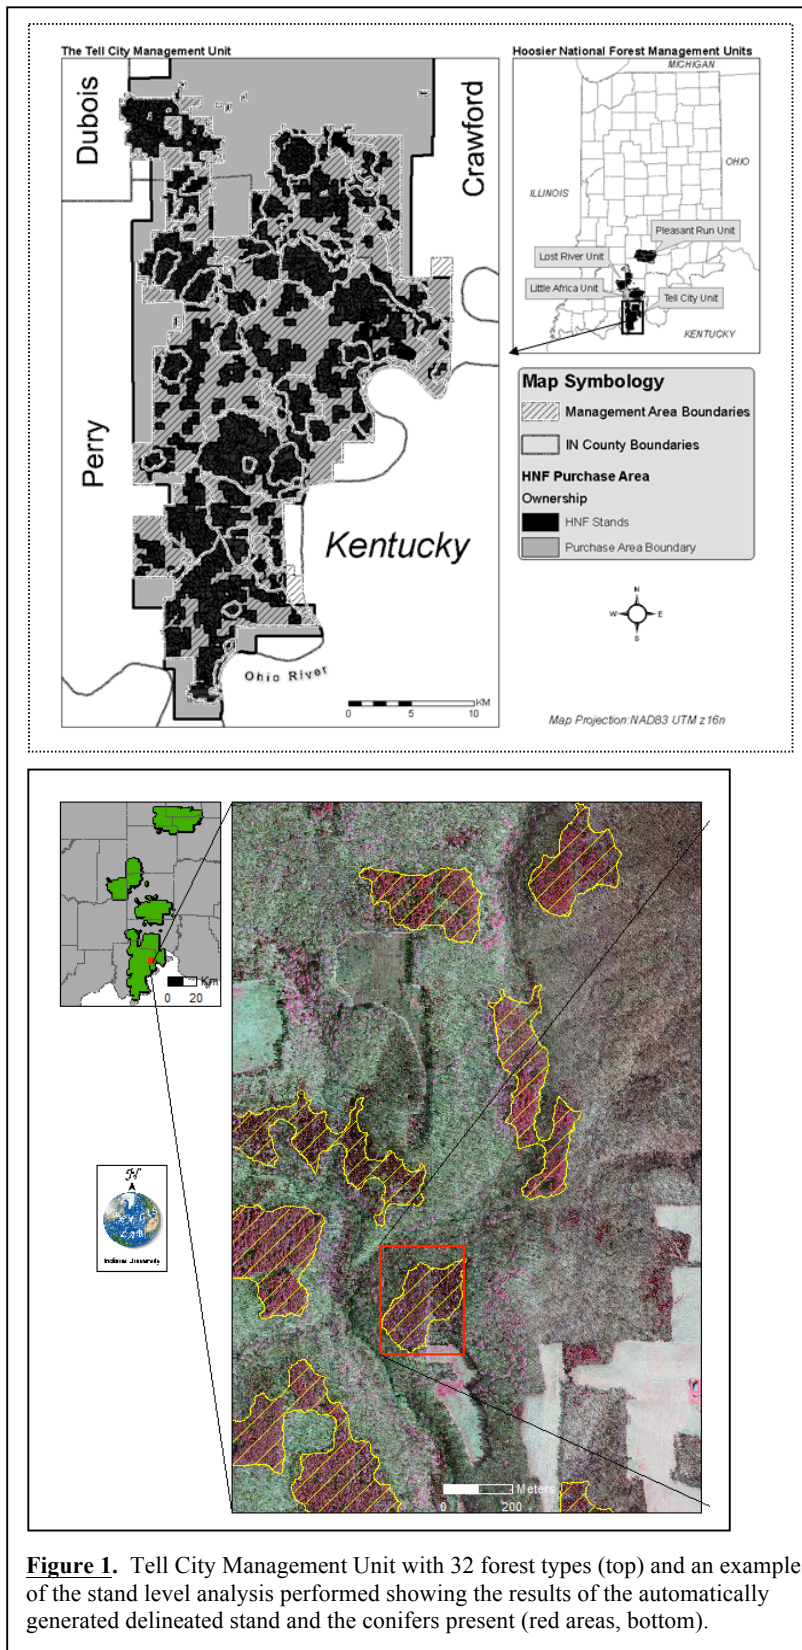 The Tell City Management Unit
Dubois
Crawford
Perry
Kentucky
Ohio River
KM
0 5 10
Hoosier National Forest Management Units
MICHIGAN
OHIO
ILLINOIS
Pleasant Run Unit
Lost River Unit
Little Africa Unit
Tell City Unit
KENTUCKY
Map Symbology
Management Area Boundaries
IN County Boundaries
HNF Purchase Area
Ownership
HNF Stands
Purchase Area Boundary
N
W E
S
Map Projection:NAD83 UTM z16n
Km
0 20
N
Indiana University
Meters
0 200
Figure 1. Tell City Management Unit with 32 forest types (top) and an example
of the stand level analysis performed showing the results of the automatically
generated delineated stand and the conifers present (red areas, bottom).